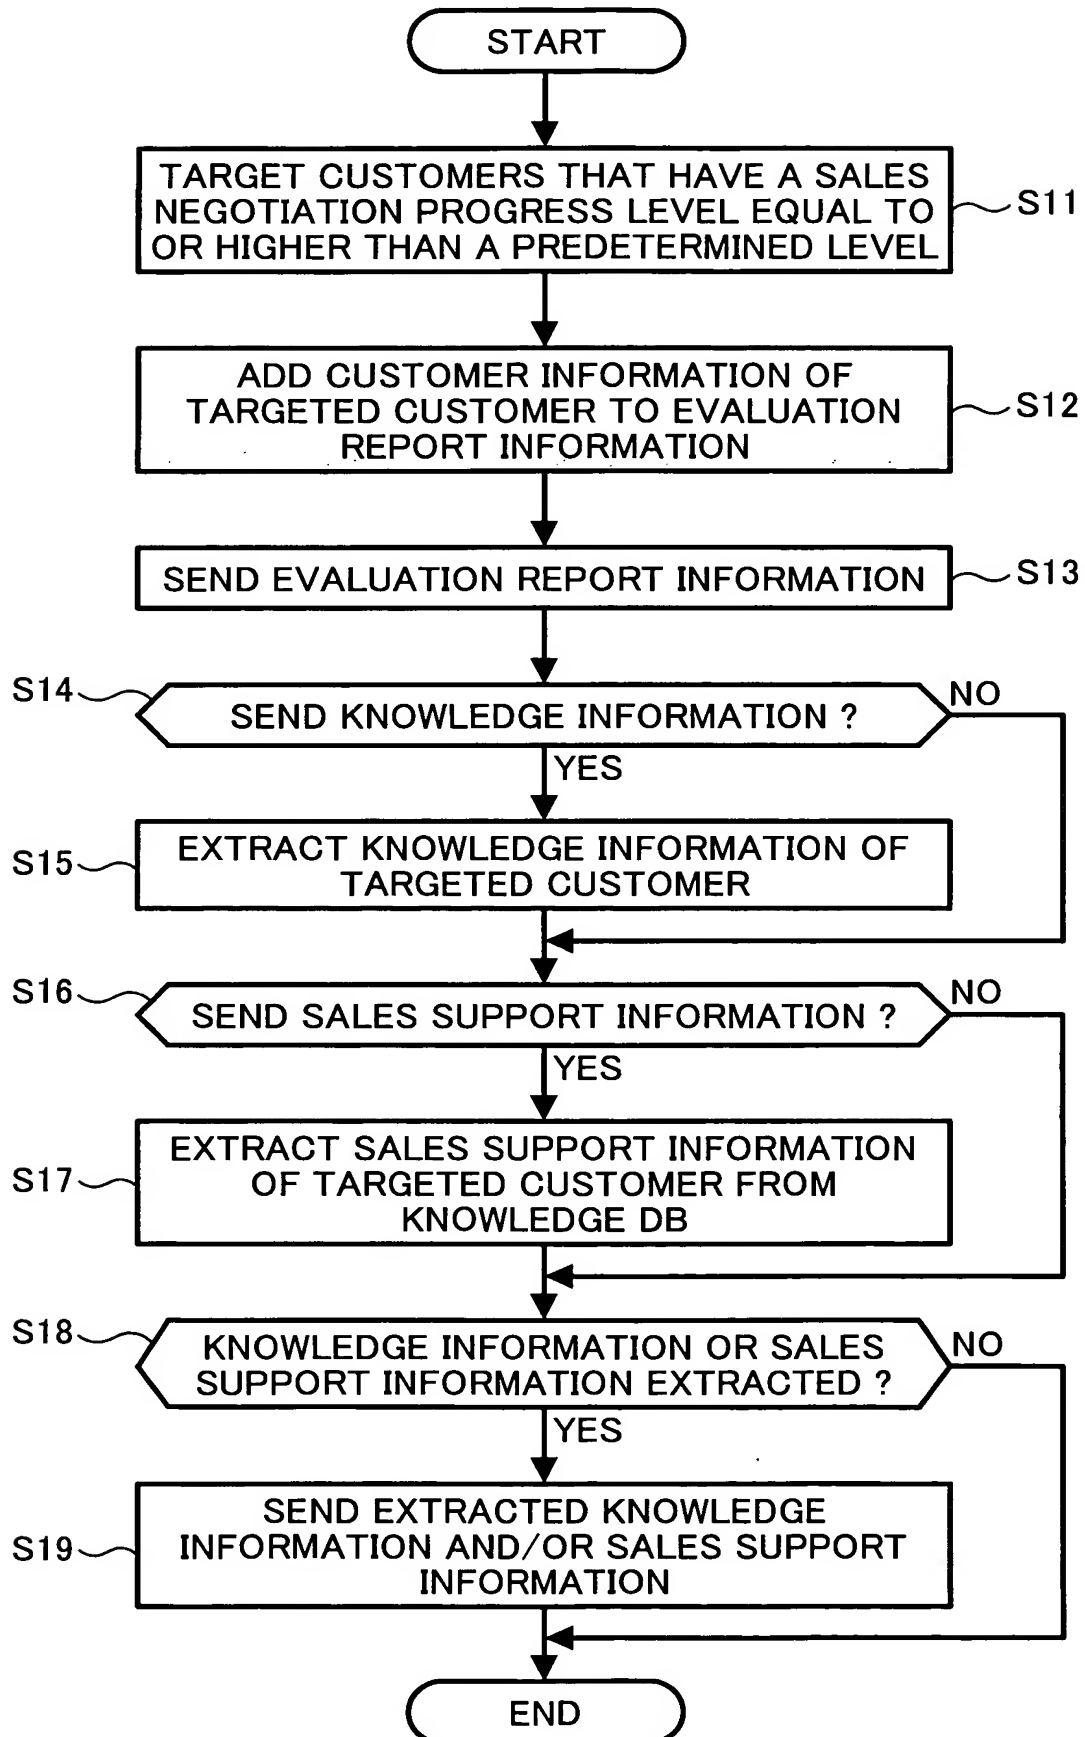 START
TARGET CUSTOMERS THAT HAVE A SALES
NEGOTIATION PROGRESS LEVEL EQUAL TO
OR HIGHER THAN A PREDETERMINED LEVEL
S11
ADD CUSTOMER INFORMATION OF
TARGETED CUSTOMER TO EVALUATION
REPORT INFORMATION
S12
SEND EVALUATION REPORT INFORMATION
S13
S14
SEND KNOWLEDGE INFORMATION ?
NO
YES
S15
EXTRACT KNOWLEDGE INFORMATION OF
TARGETED CUSTOMER
S16
SEND SALES SUPPORT INFORMATION ?
NO
YES
S17
EXTRACT SALES SUPPORT INFORMATION
OF TARGETED CUSTOMER FROM
KNOWLEDGE DB
S18
KNOWLEDGE INFORMATION OR SALES
SUPPORT INFORMATION EXTRACTED ?
NO
YES
S19
SEND EXTRACTED KNOWLEDGE
INFORMATION AND/OR SALES SUPPORT
INFORMATION
END